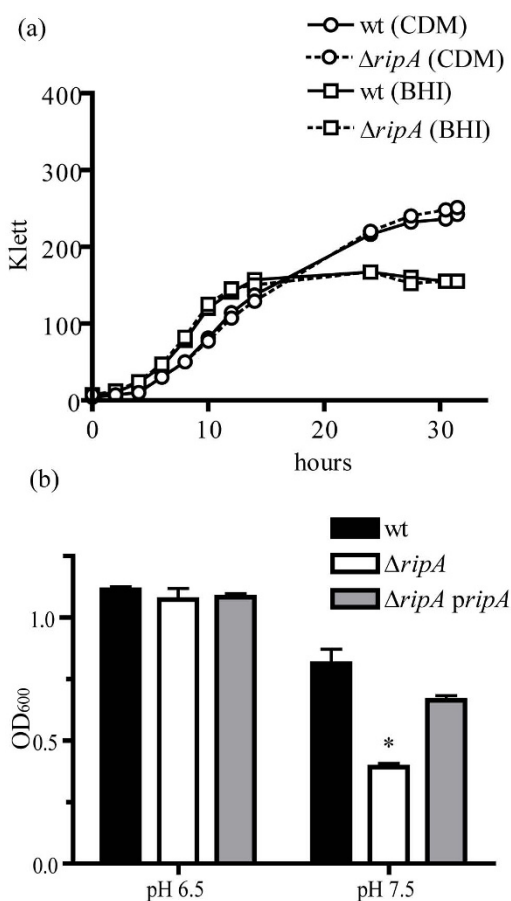 (a)
wt (CDM)
ΔripA (CDM)
wt (BHI)
ΔripA (BHI)
400
300
200
100
0
Klett
0 10 20 30
hours
(b)
wt
ΔripA
ΔripA pripA
1.0
0.5
0.0
OD600
*
pH 6.5 pH 7.5